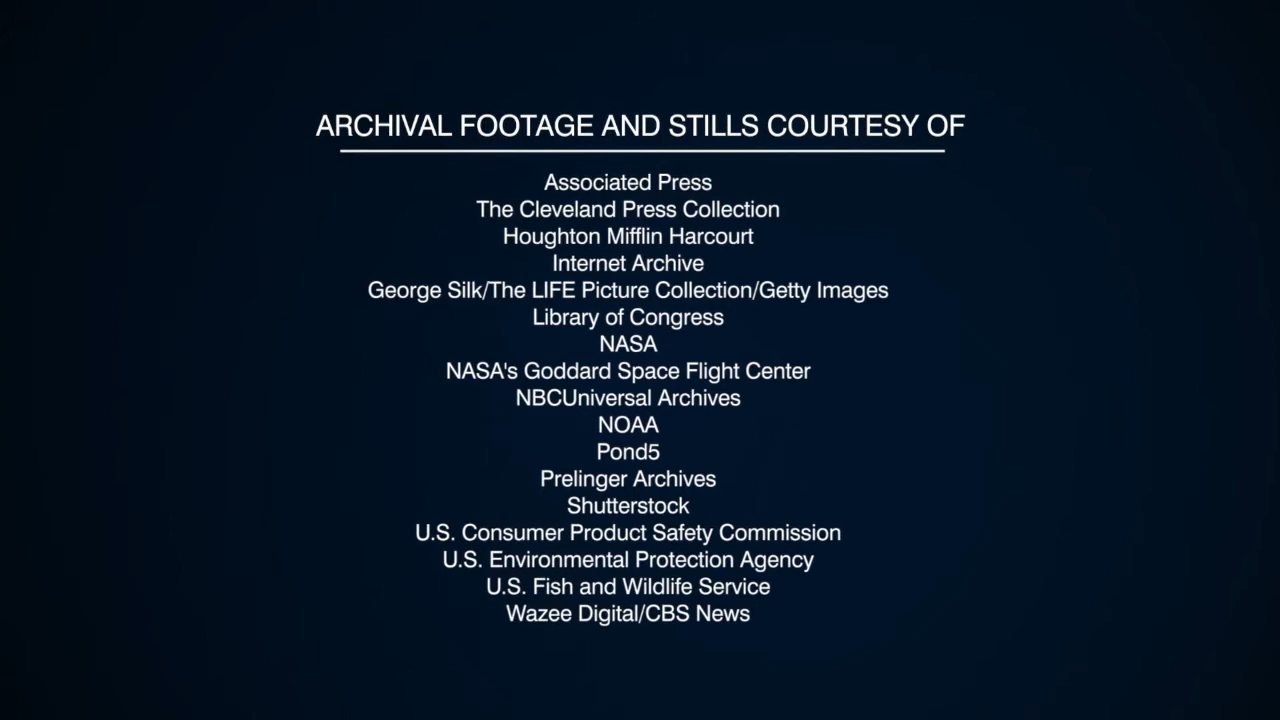 ARCHIVAL FOOTAGE AND STILLS COURTESY OF
Associated Press
The Cleveland Press Collection
Houghton Mifflin Harcourt
Internet Archive
George Silk/The LIFE Picture Collection/Getty Images
Library of Congress
NASA
NASA's Goddard Space Flight Center
NBCUniversal Archives
NOAA
Pond5
Prelinger Archives
Shutterstock
U.S. Consumer Product Safety Commission
U.S. Environmental Protection Agency
U.S. Fish and Wildlife Service
Wazee Digital/CBS News